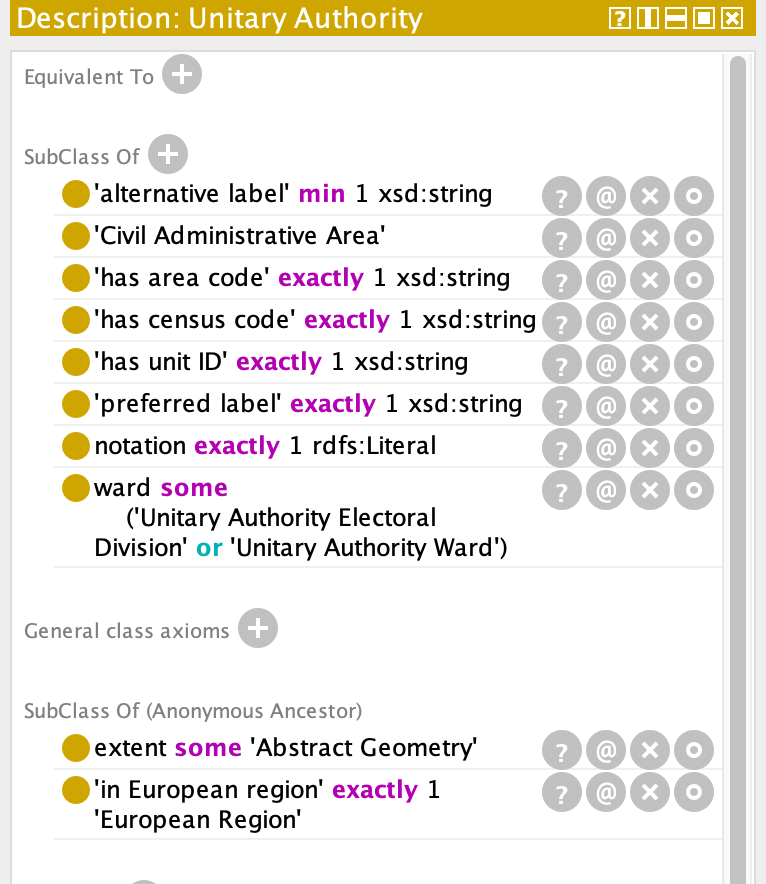 Description: Unitary Authority
Equivalent To
SubClass Of
'alternative label' min 1 xsd:string
'Civil Administrative Area'
'has area code' exactly 1 xsd:string
'has census code' exactly 1 xsd:string
'has unit ID' exactly 1 xsd:string
'preferred label' exactly 1 xsd:string
notation exactly 1 rdfs:Literal
ward some
('Unitary Authority Electoral
Division' or 'Unitary Authority Ward')
General class axioms
SubClass Of (Anonymous Ancestor)
extent some 'Abstract Geometry'
'in European region' exactly 1
'European Region'